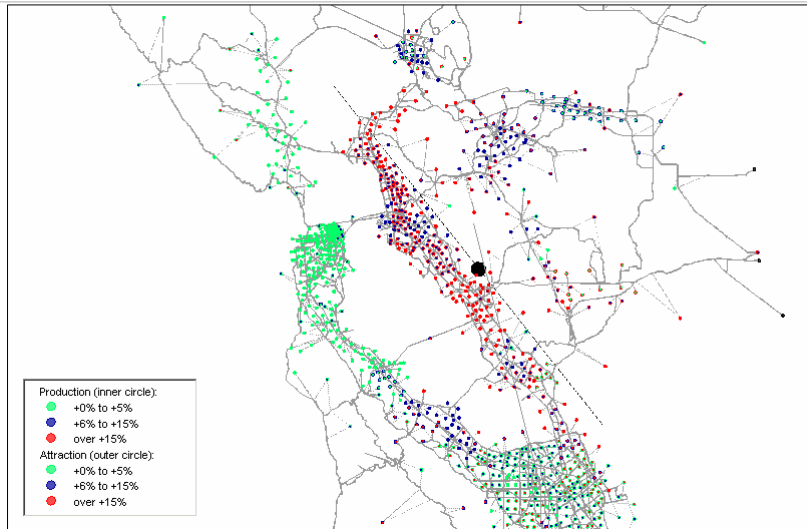 Production (inner circle):
+0% to +5%
+6% to +15%
over +15%
Attraction (outer circle):
+0% to +5%
+6% to +15%
over +15%